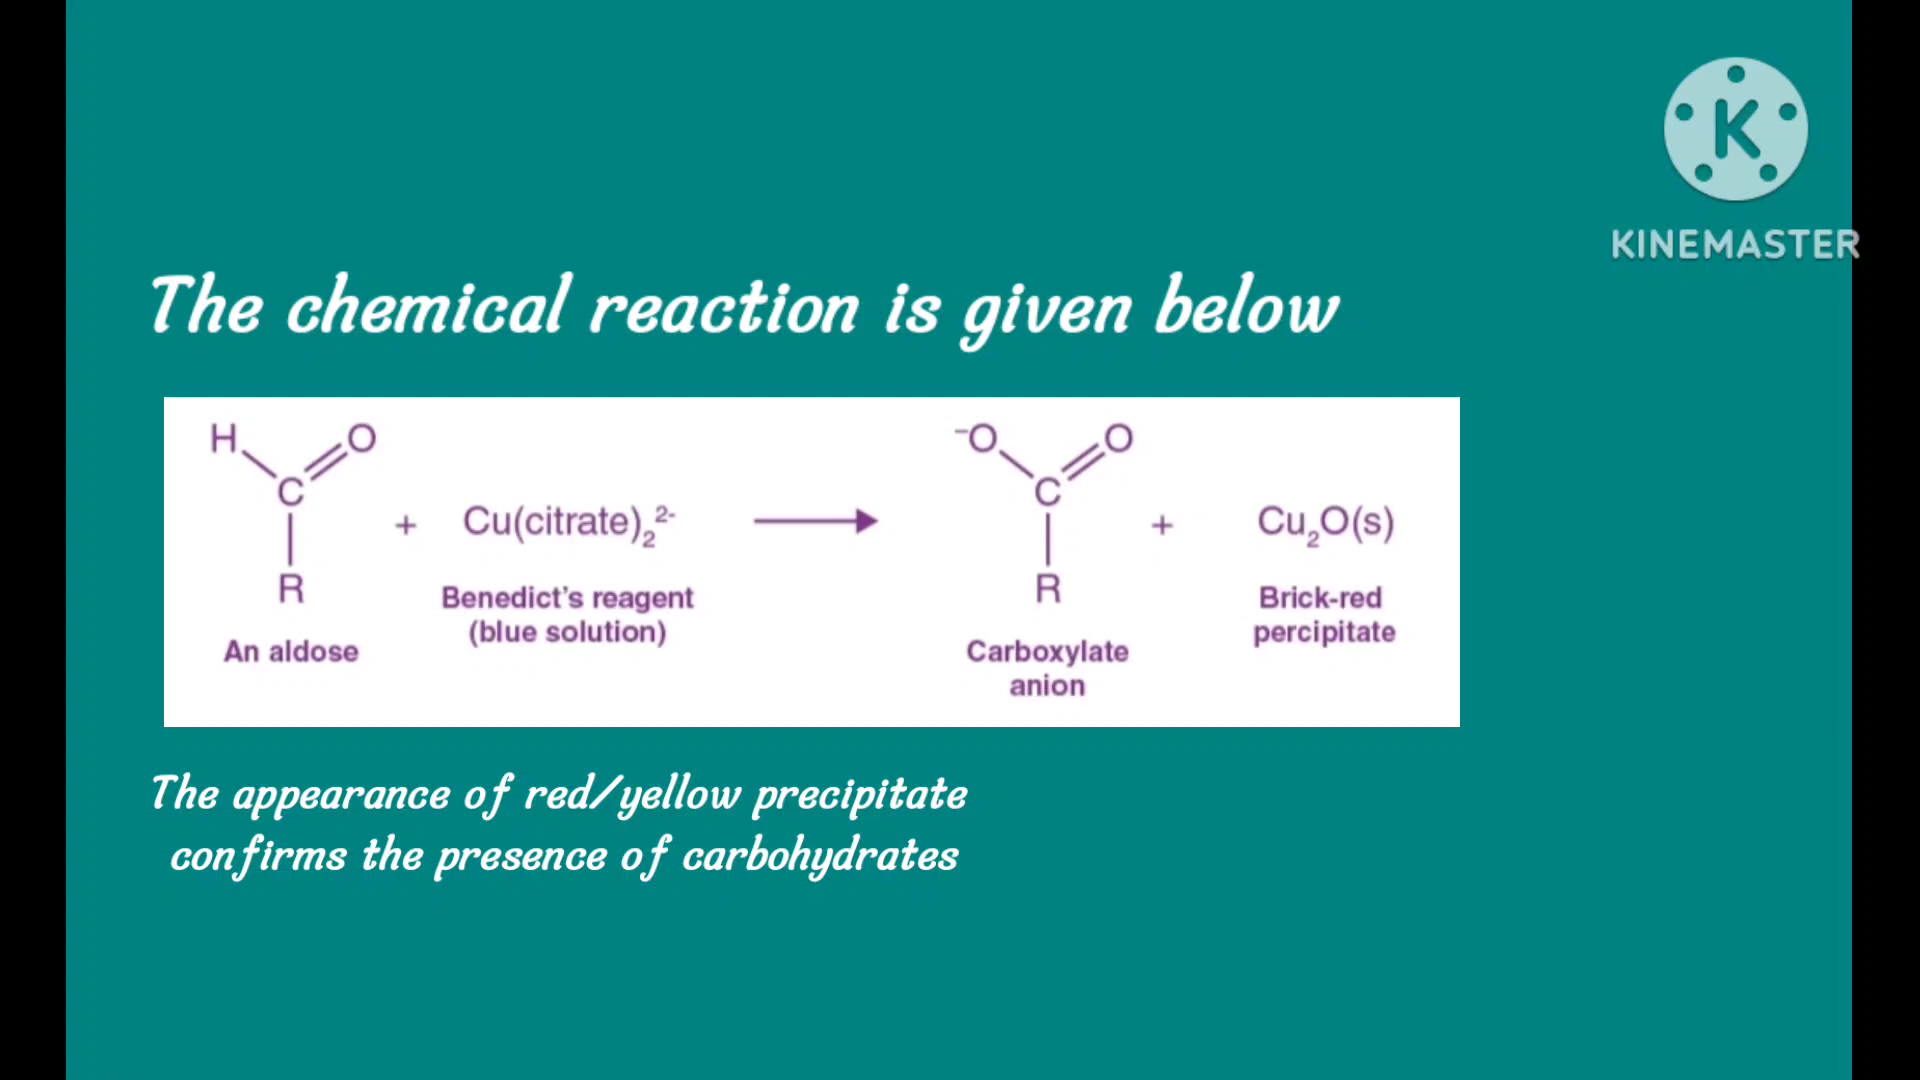 K
KINEMASTER
The chemical reaction is given below
H O
C
R
An aldose
+
Cu(citrate)₂²⁻
Benedict's reagent
(blue solution)
⁻O O
C
R
Carboxylate
anion
+
Cu₂O(s)
Brick-red
percipitate
The appearance of red/yellow precipitate
confirms the presence of carbohydrates